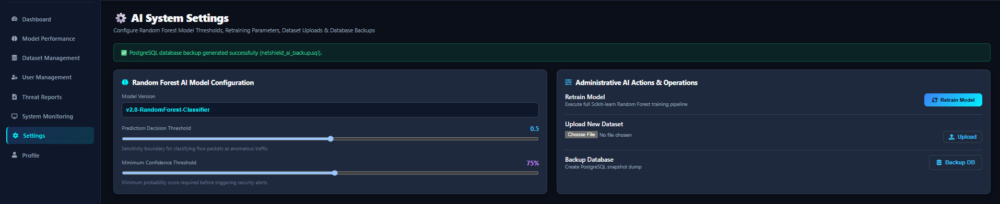 Dashboard
Model Performance
Dataset Management
User Management
Threat Reports
System Monitoring
Settings
Profile
AI System Settings
Configure Random Forest Model Thresholds, Retraining Parameters, Dataset Uploads & Database Backups
PostgreSQL database backup generated successfully (netshield_ai_backup.sql).
Random Forest AI Model Configuration
Model Version
v2.0-RandomForest-Classifier
Prediction Decision Threshold 0.5
Sensitivity boundary for classifying flow packets as anomalous traffic.
Minimum Confidence Threshold 75%
Minimum probability score required before triggering security alerts.
Administrative AI Actions & Operations
Retrain Model
Execute full Scikit-learn Random Forest training pipeline
Retrain Model
Upload New Dataset
Choose File No file chosen
Upload
Backup Database
Create PostgreSQL snapshot dump
Backup DB